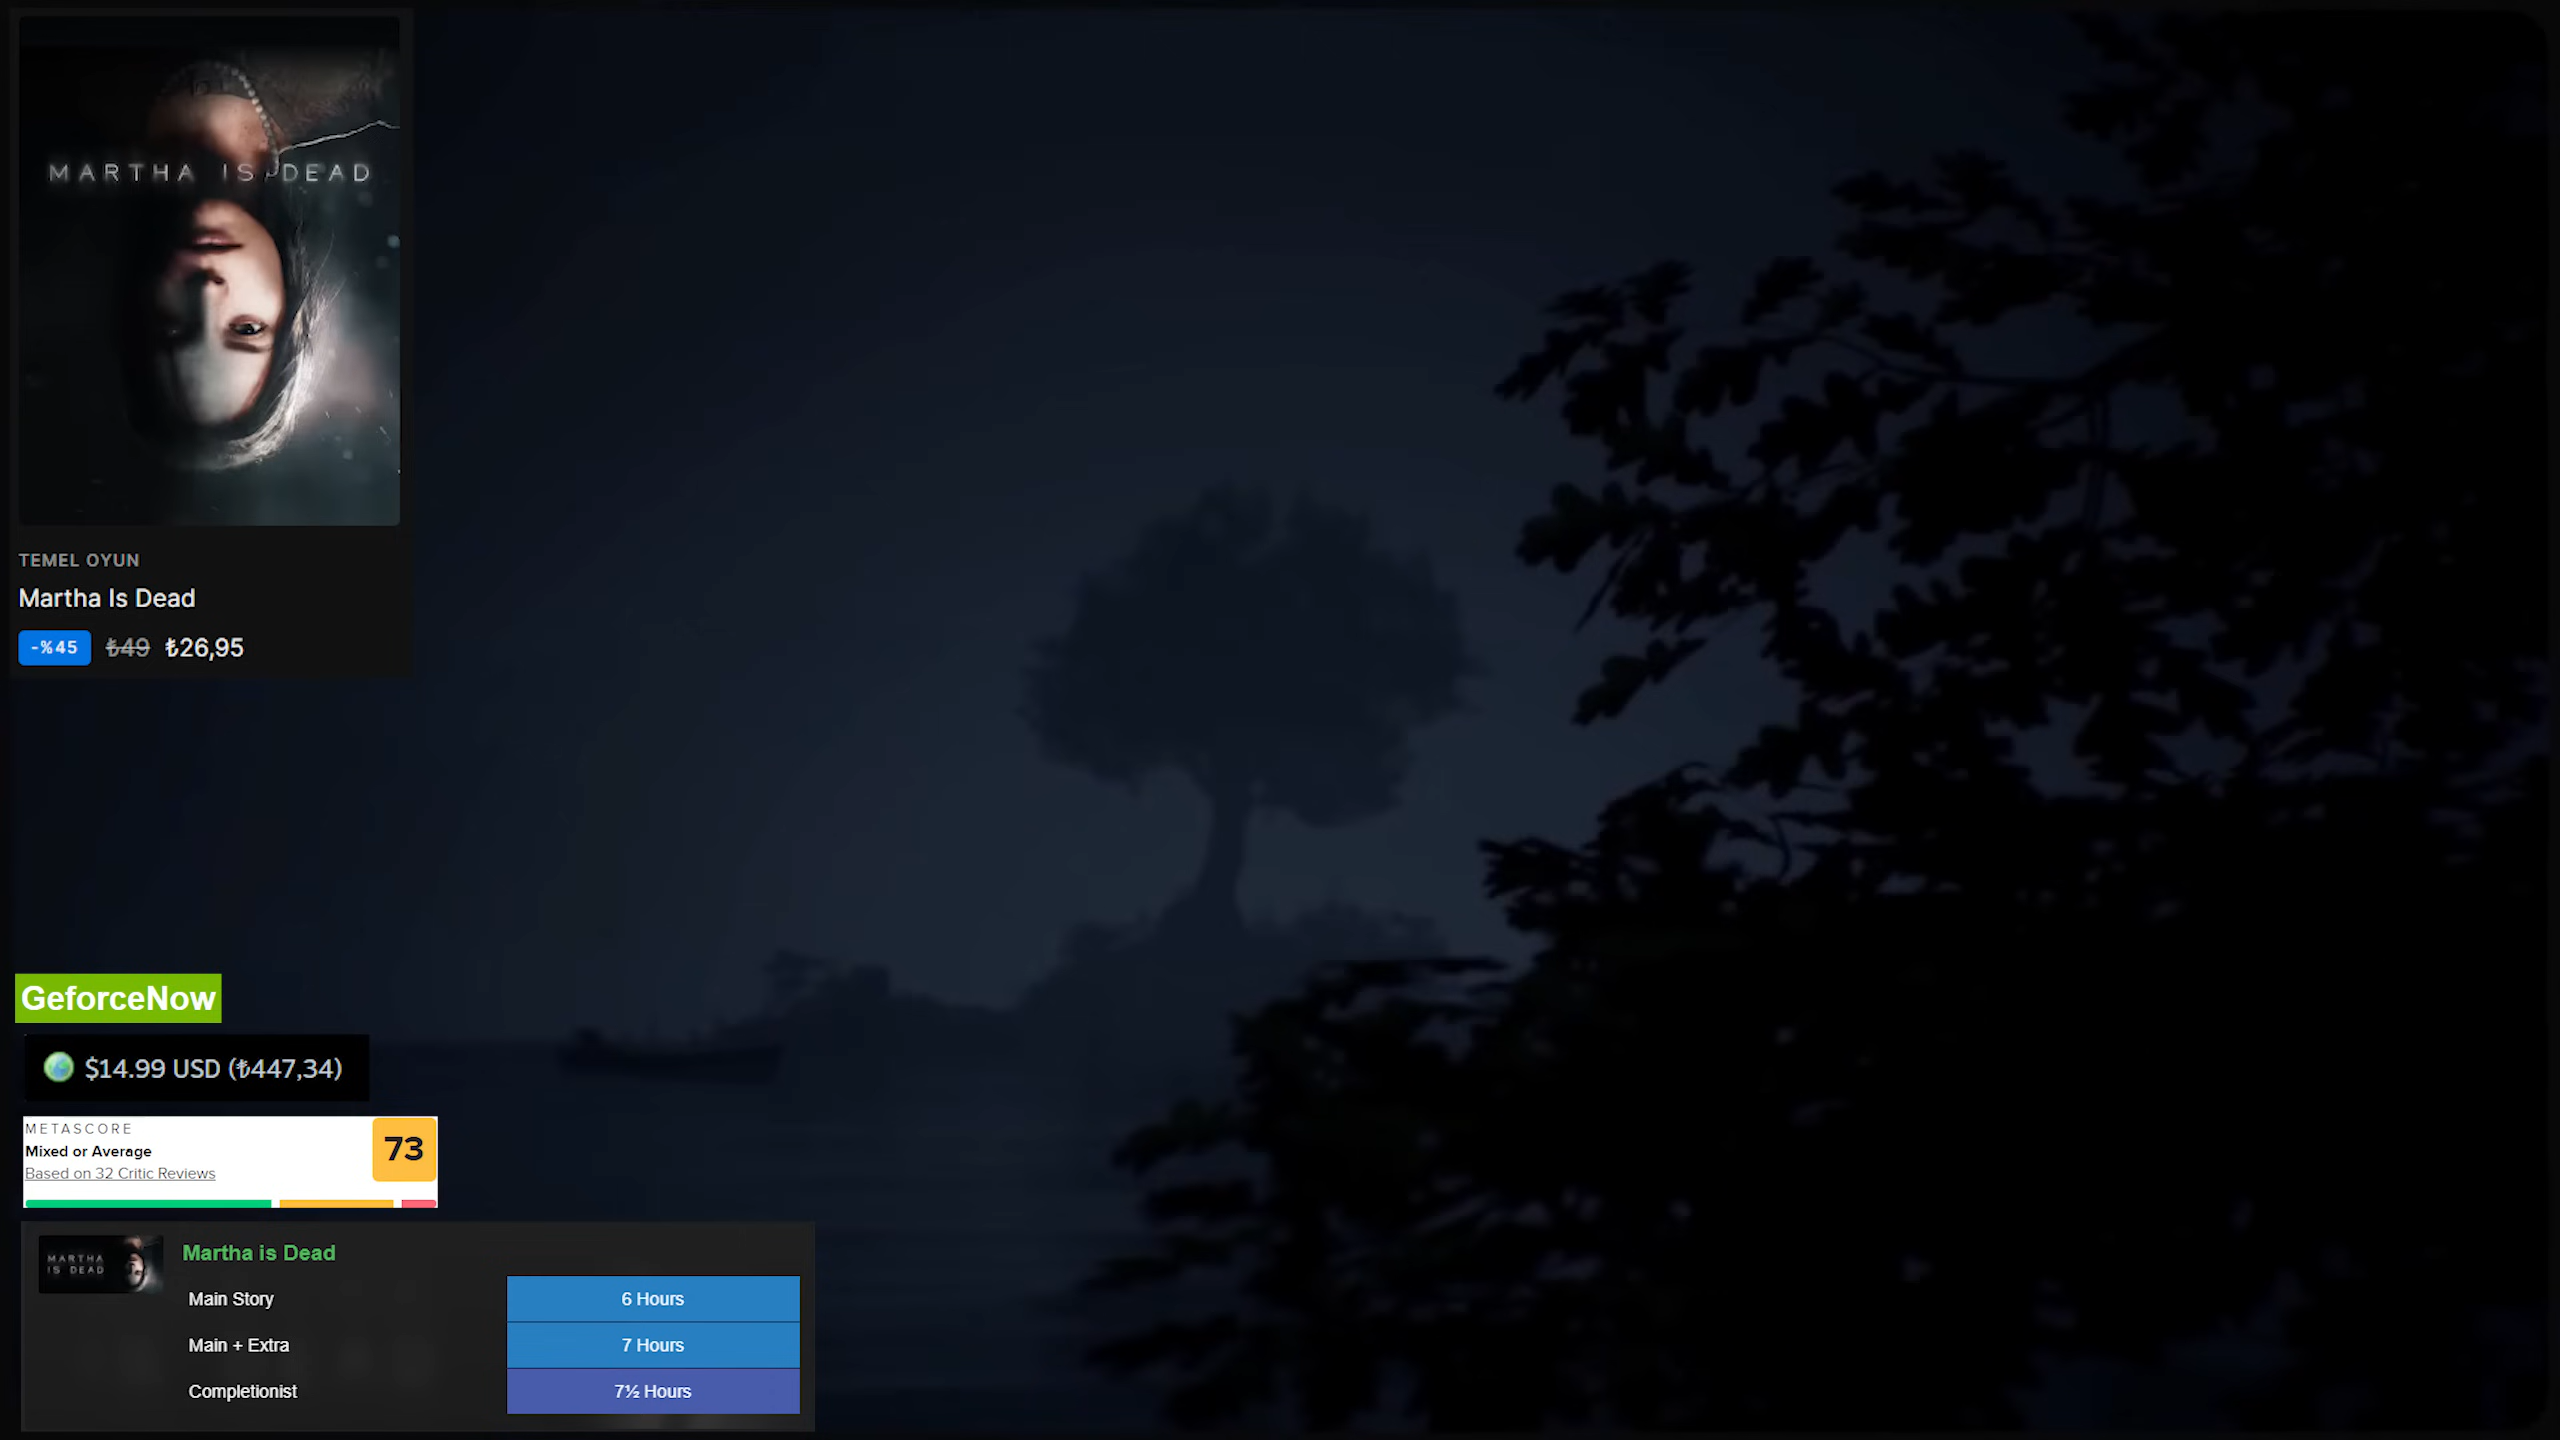 MARTHA IS DEAD
TEMEL OYUN
Martha Is Dead
-%45 ₺49 ₺26,95
GeforceNow
$14.99 USD (₺447,34)
METASCORE
Mixed or Average
Based on 32 Critic Reviews
73
MARTHA
IS DEAD
Martha is Dead
Main Story 6 Hours
Main + Extra 7 Hours
Completionist 7½ Hours